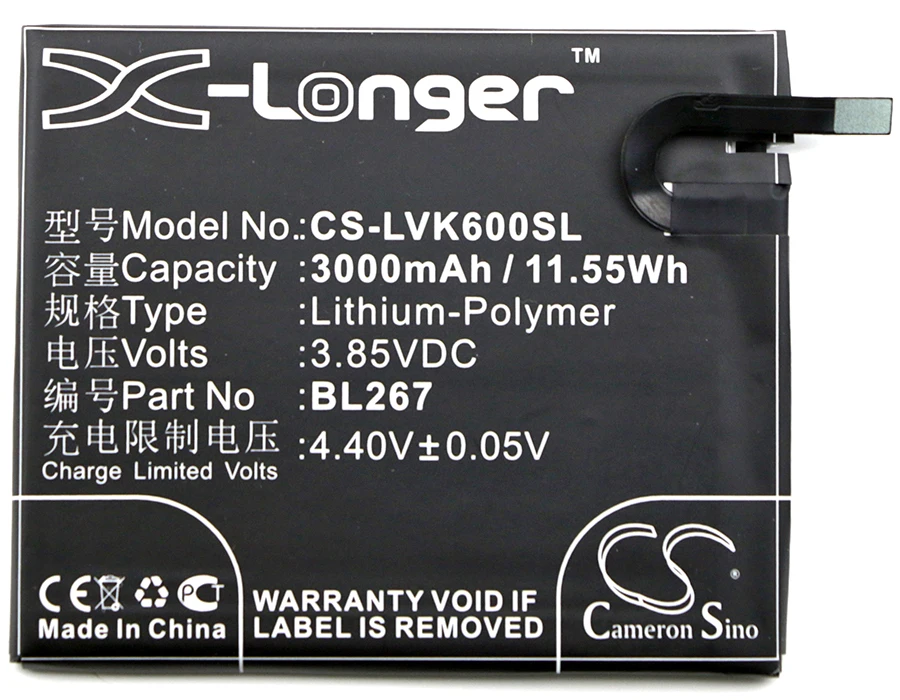 X-Longer™
型号Model No.:CS-LVK600SL
容量Capacity :3000mAh / 11.55Wh
规格Type :Lithium-Polymer
电压Volts :3.85VDC
编号Part No :BL267
充电限制电压 :4.40V±0.05V
Charge Limited Volts
CE PCT
Made In China
WARRANTY VOID IF
LABEL IS REMOVED
CS®
Cameron Sino